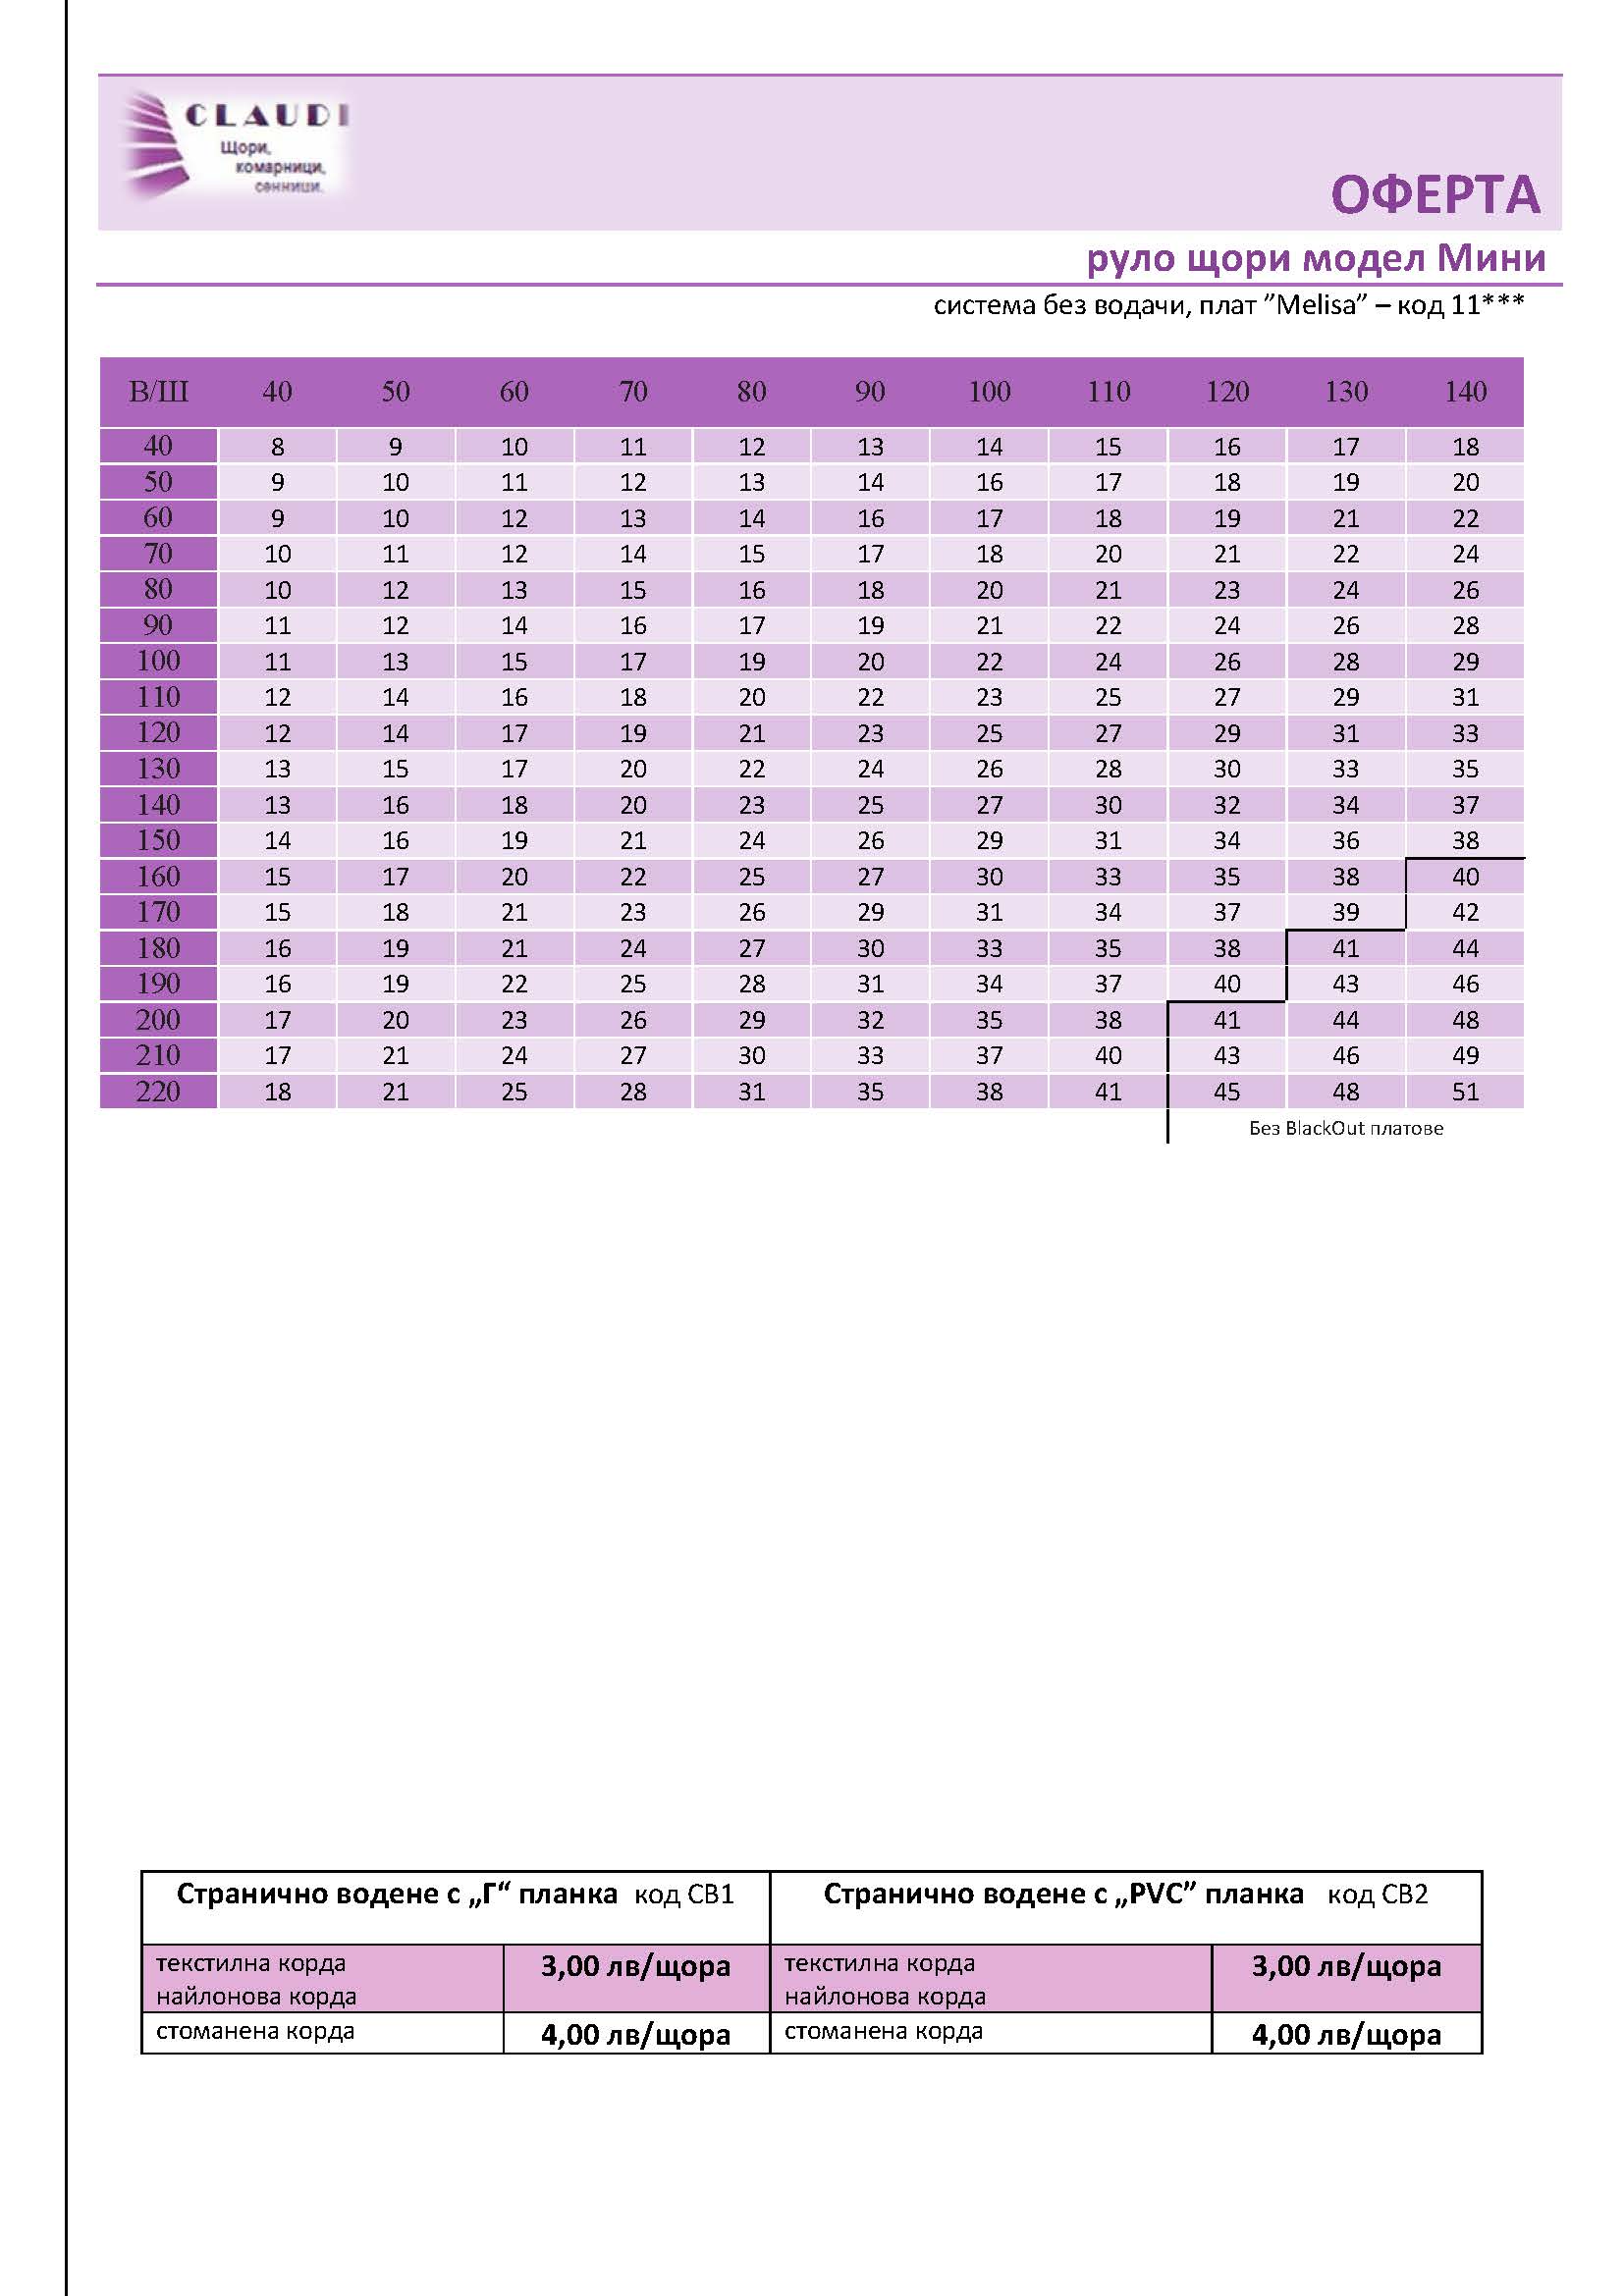 CLAUDI
Щори,
комарници,
сенници.
ОФЕРТА
руло щори модел Мини
система без водачи, плат ”Melisa” – код 11***
В/Ш 40 50 60 70 80 90 100 110 120 130 140
40 8 9 10 11 12 13 14 15 16 17 18
50 9 10 11 12 13 14 16 17 18 19 20
60 9 10 12 13 14 16 17 18 19 21 22
70 10 11 12 14 15 17 18 20 21 22 24
80 10 12 13 15 16 18 20 21 23 24 26
90 11 12 14 16 17 19 21 22 24 26 28
100 11 13 15 17 19 20 22 24 26 28 29
110 12 14 16 18 20 22 23 25 27 29 31
120 12 14 17 19 21 23 25 27 29 31 33
130 13 15 17 20 22 24 26 28 30 33 35
140 13 16 18 20 23 25 27 30 32 34 37
150 14 16 19 21 24 26 29 31 34 36 38
160 15 17 20 22 25 27 30 33 35 38 40
170 15 18 21 23 26 29 31 34 37 39 42
180 16 19 21 24 27 30 33 35 38 41 44
190 16 19 22 25 28 31 34 37 40 43 46
200 17 20 23 26 29 32 35 38 41 44 48
210 17 21 24 27 30 33 37 40 43 46 49
220 18 21 25 28 31 35 38 41 45 48 51
Без BlackOut платове
Странично водене с „Г“ планка код СВ1 Странично водене с „PVC” планка код СВ2
текстилна корда 3,00 лв/щора текстилна корда 3,00 лв/щора
найлонова корда найлонова корда
стоманена корда 4,00 лв/щора стоманена корда 4,00 лв/щора